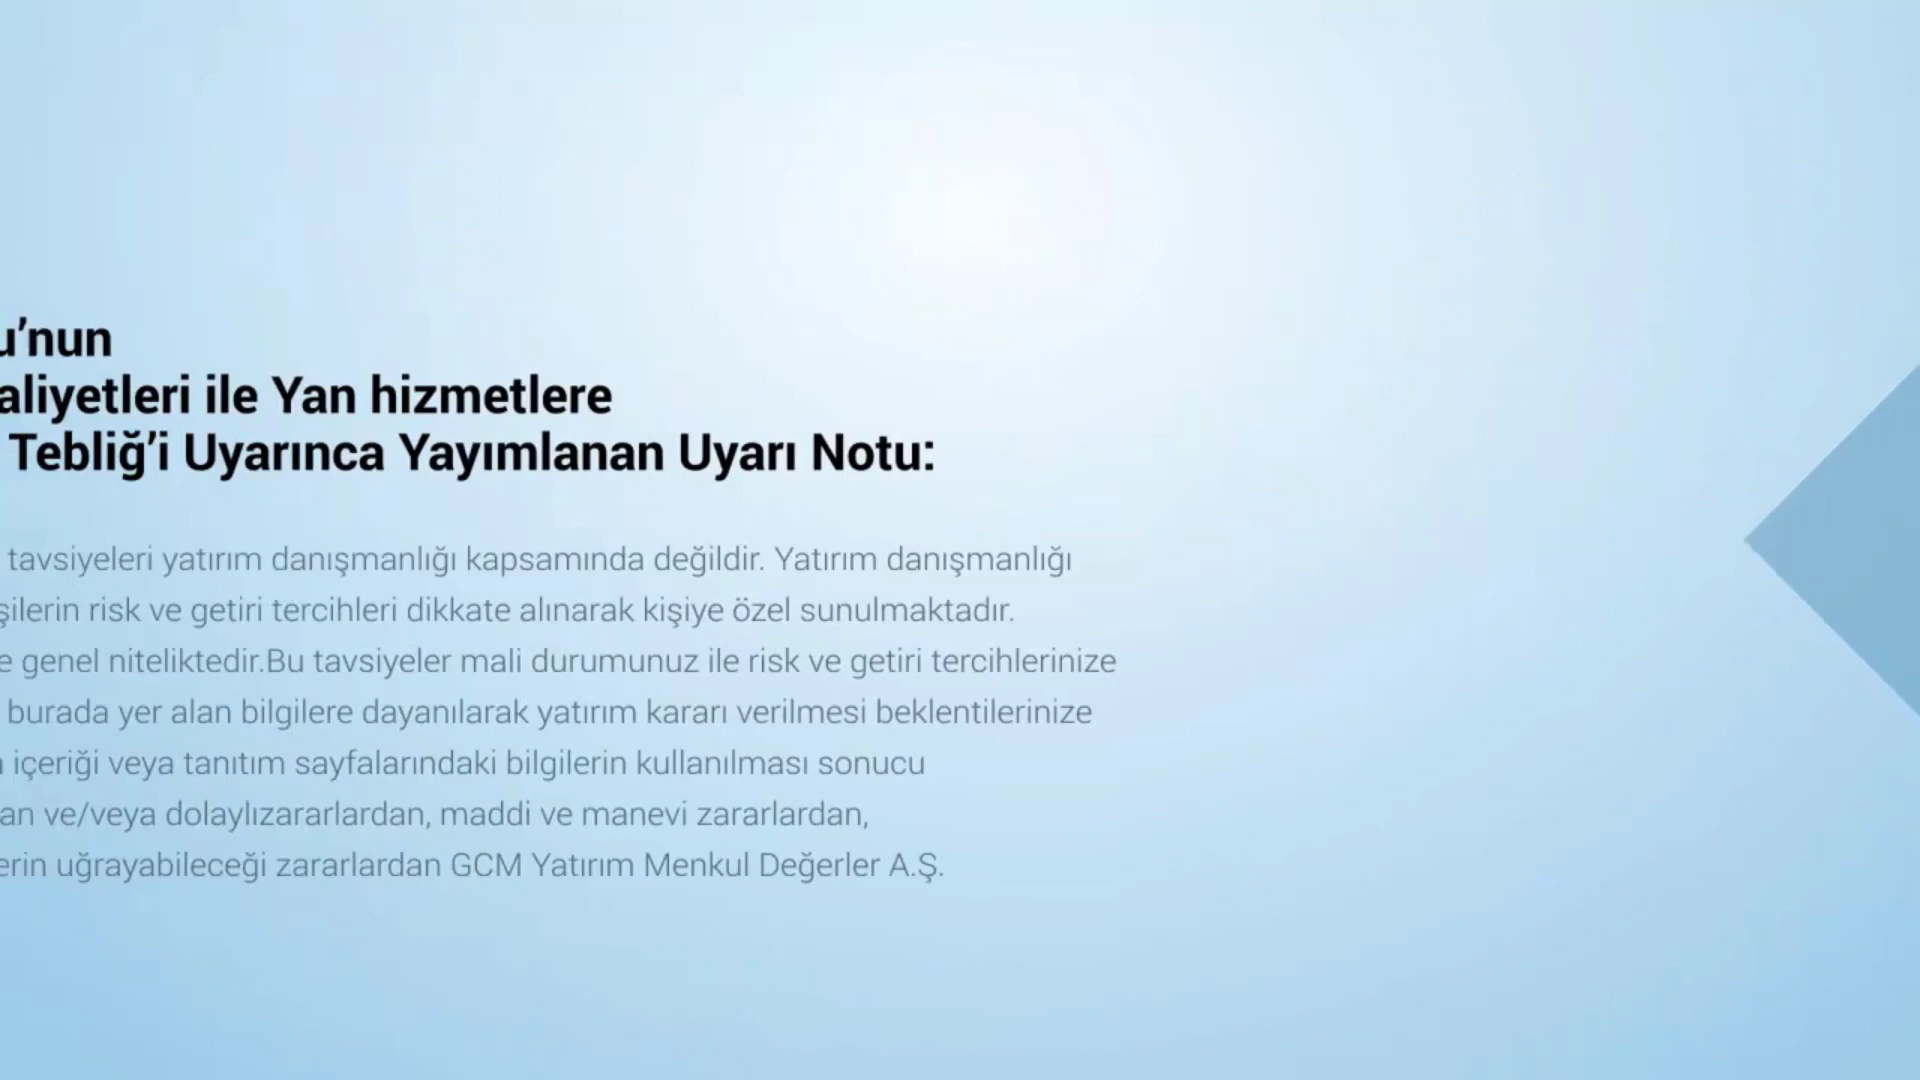 u’nun
aliyetleri ile Yan hizmetlere
Tebliğ’i Uyarınca Yayımlanan Uyarı Notu:
tavsiyeleri yatırım danışmanlığı kapsamında değildir. Yatırım danışmanlığı
şilerin risk ve getiri tercihleri dikkate alınarak kişiye özel sunulmaktadır.
e genel niteliktedir.Bu tavsiyeler mali durumunuz ile risk ve getiri tercihlerinize
burada yer alan bilgilere dayanılarak yatırım kararı verilmesi beklentilerinize
içeriği veya tanıtım sayfalarındaki bilgilerin kullanılması sonucu
an ve/veya dolaylızararlardan, maddi ve manevi zararlardan,
erin uğrayabileceği zararlardan GCM Yatırım Menkul Değerler A.Ş.